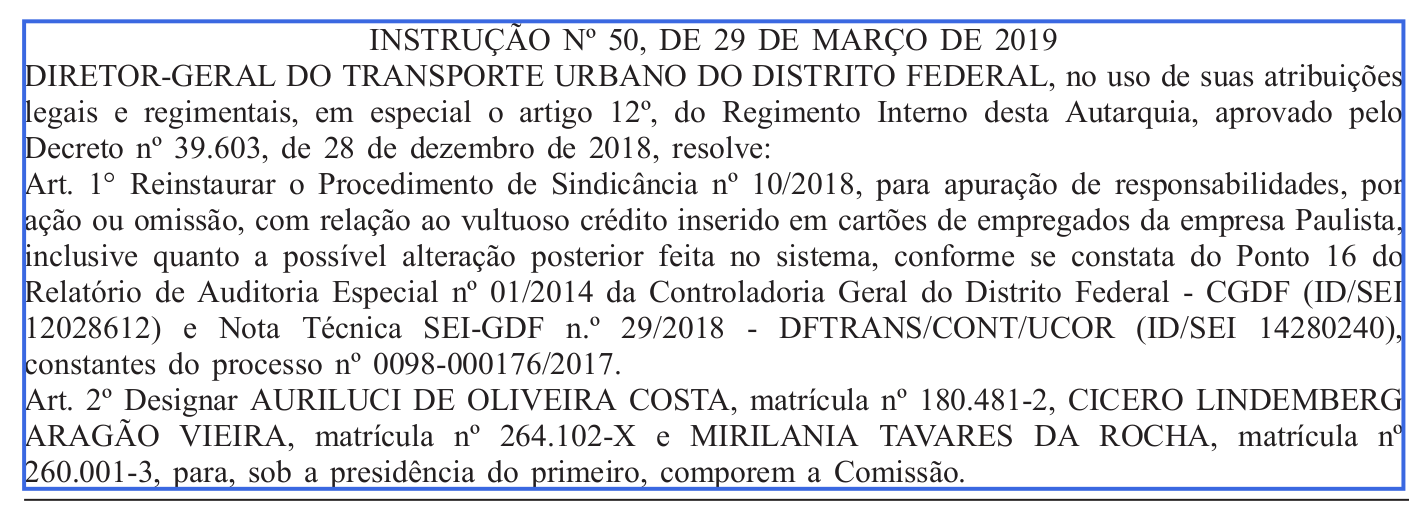 INSTRUÇÃO Nº 50, DE 29 DE MARÇO DE 2019
DIRETOR-GERAL DO TRANSPORTE URBANO DO DISTRITO FEDERAL, no uso de suas atribuições
legais e regimentais, em especial o artigo 12º, do Regimento Interno desta Autarquia, aprovado pelo
Decreto nº 39.603, de 28 de dezembro de 2018, resolve:
Art. 1° Reinstaurar o Procedimento de Sindicância nº 10/2018, para apuração de responsabilidades, por
ação ou omissão, com relação ao vultuoso crédito inserido em cartões de empregados da empresa Paulista,
inclusive quanto a possível alteração posterior feita no sistema, conforme se constata do Ponto 16 do
Relatório de Auditoria Especial nº 01/2014 da Controladoria Geral do Distrito Federal - CGDF (ID/SEI
12028612) e Nota Técnica SEI-GDF n.º 29/2018 - DFTRANS/CONT/UCOR (ID/SEI 14280240),
constantes do processo nº 0098-000176/2017.
Art. 2º Designar AURILUCI DE OLIVEIRA COSTA, matrícula nº 180.481-2, CICERO LINDEMBERG
ARAGÃO VIEIRA, matrícula nº 264.102-X e MIRILANIA TAVARES DA ROCHA, matrícula nº
260.001-3, para, sob a presidência do primeiro, comporem a Comissão.